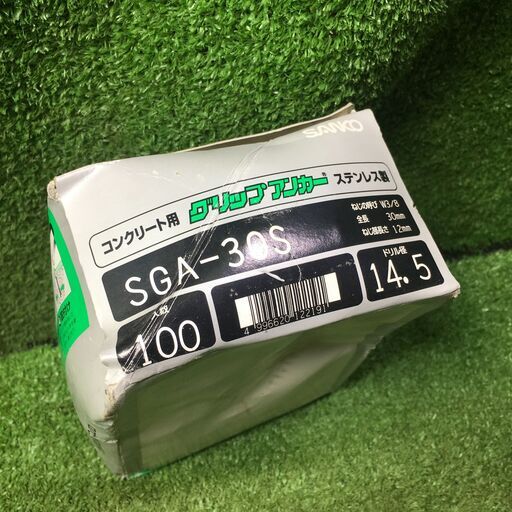 SANKO
コンクリート用 グリップアンカー® ステンレス製
SGA-30S
ねじの呼び W3/8
全長 30mm
ねじ部長さ 12mm
入数
100
4 996620 122191
ドリル径
14.5